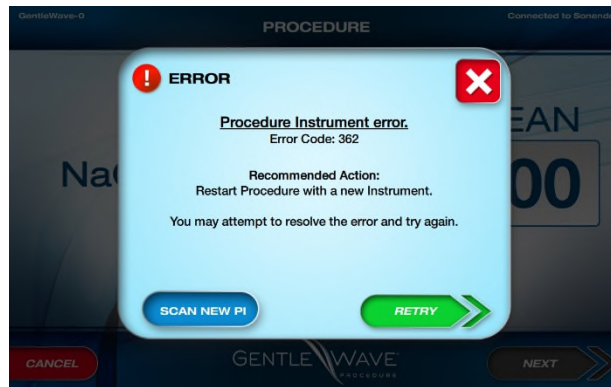 GentleWave-0
Connected to Sonendo
PROCEDURE
ERROR
Procedure Instrument error.
Error Code: 362
Recommended Action:
Restart Procedure with a new Instrument.
You may attempt to resolve the error and try again.
SCAN NEW PI
RETRY
CANCEL
GENTLEWAVE
PROCEDURE
NEXT